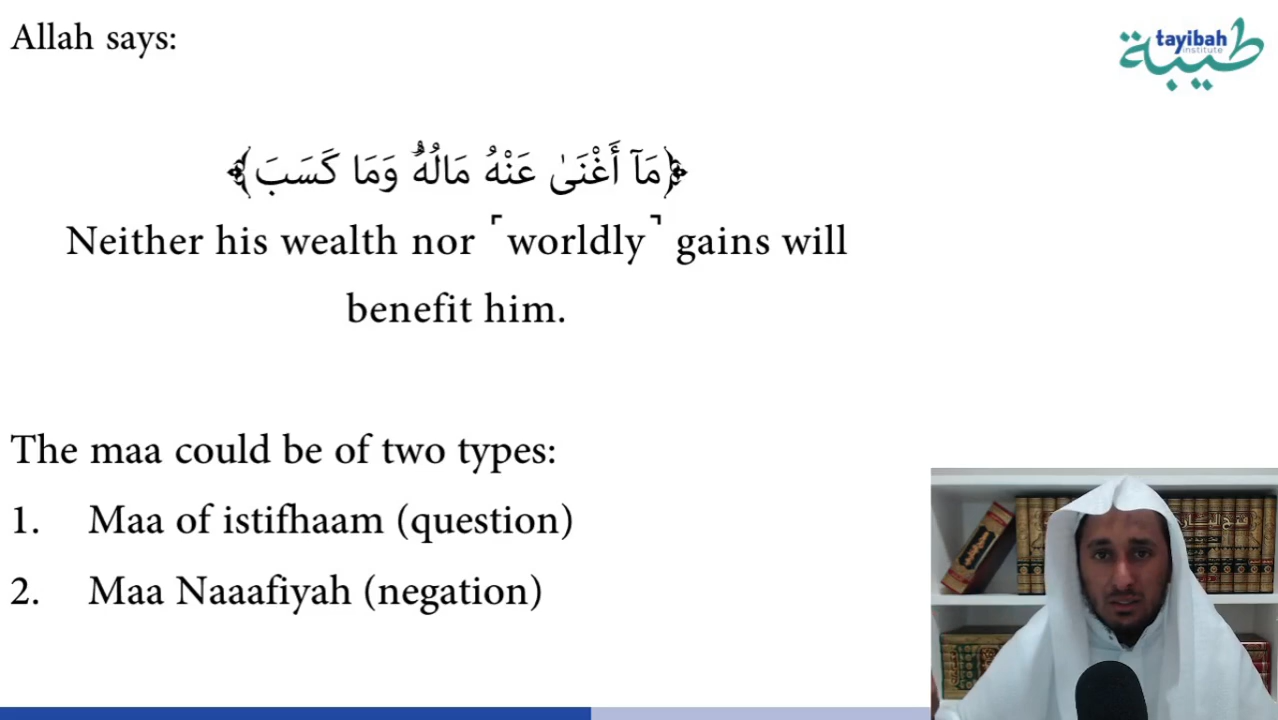 Allah says:
طيبة
tayibah
institute
﴿مَآ أَغْنَىٰ عَنْهُ مَالُهُۥ وَمَا كَسَبَ﴾
Neither his wealth nor ˹worldly˺ gains will
benefit him.
The maa could be of two types:
1. Maa of istifhaam (question)
2. Maa Naaafiyah (negation)